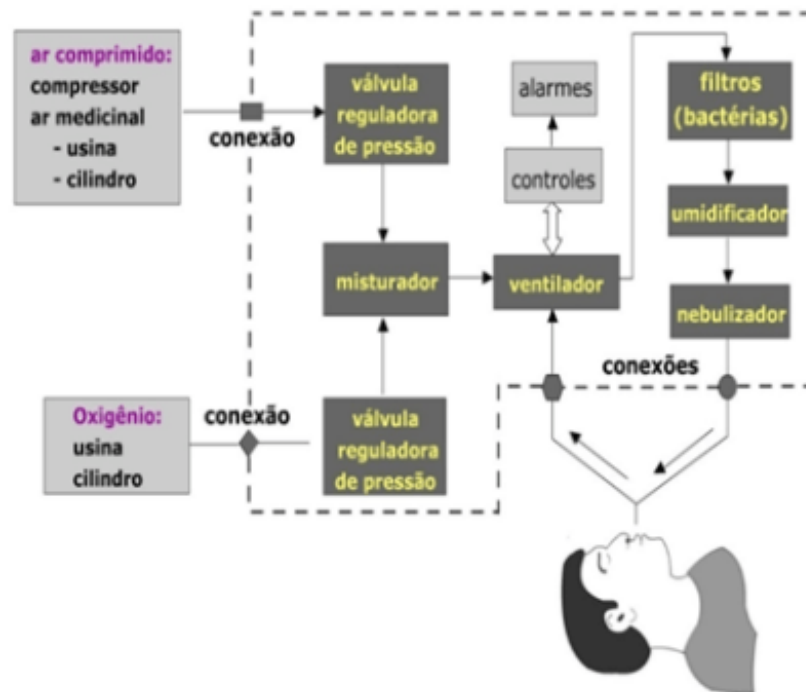 ar comprimido:
compressor
ar medicinal
- usina
- cilindro
conexão
válvula
reguladora
de pressão
alarmes
controles
filtros
(bactérias)
umidificador
misturador
ventilador
nebulizador
conexões
Oxigênio:
usina
cilindro
conexão
válvula
reguladora
de pressão